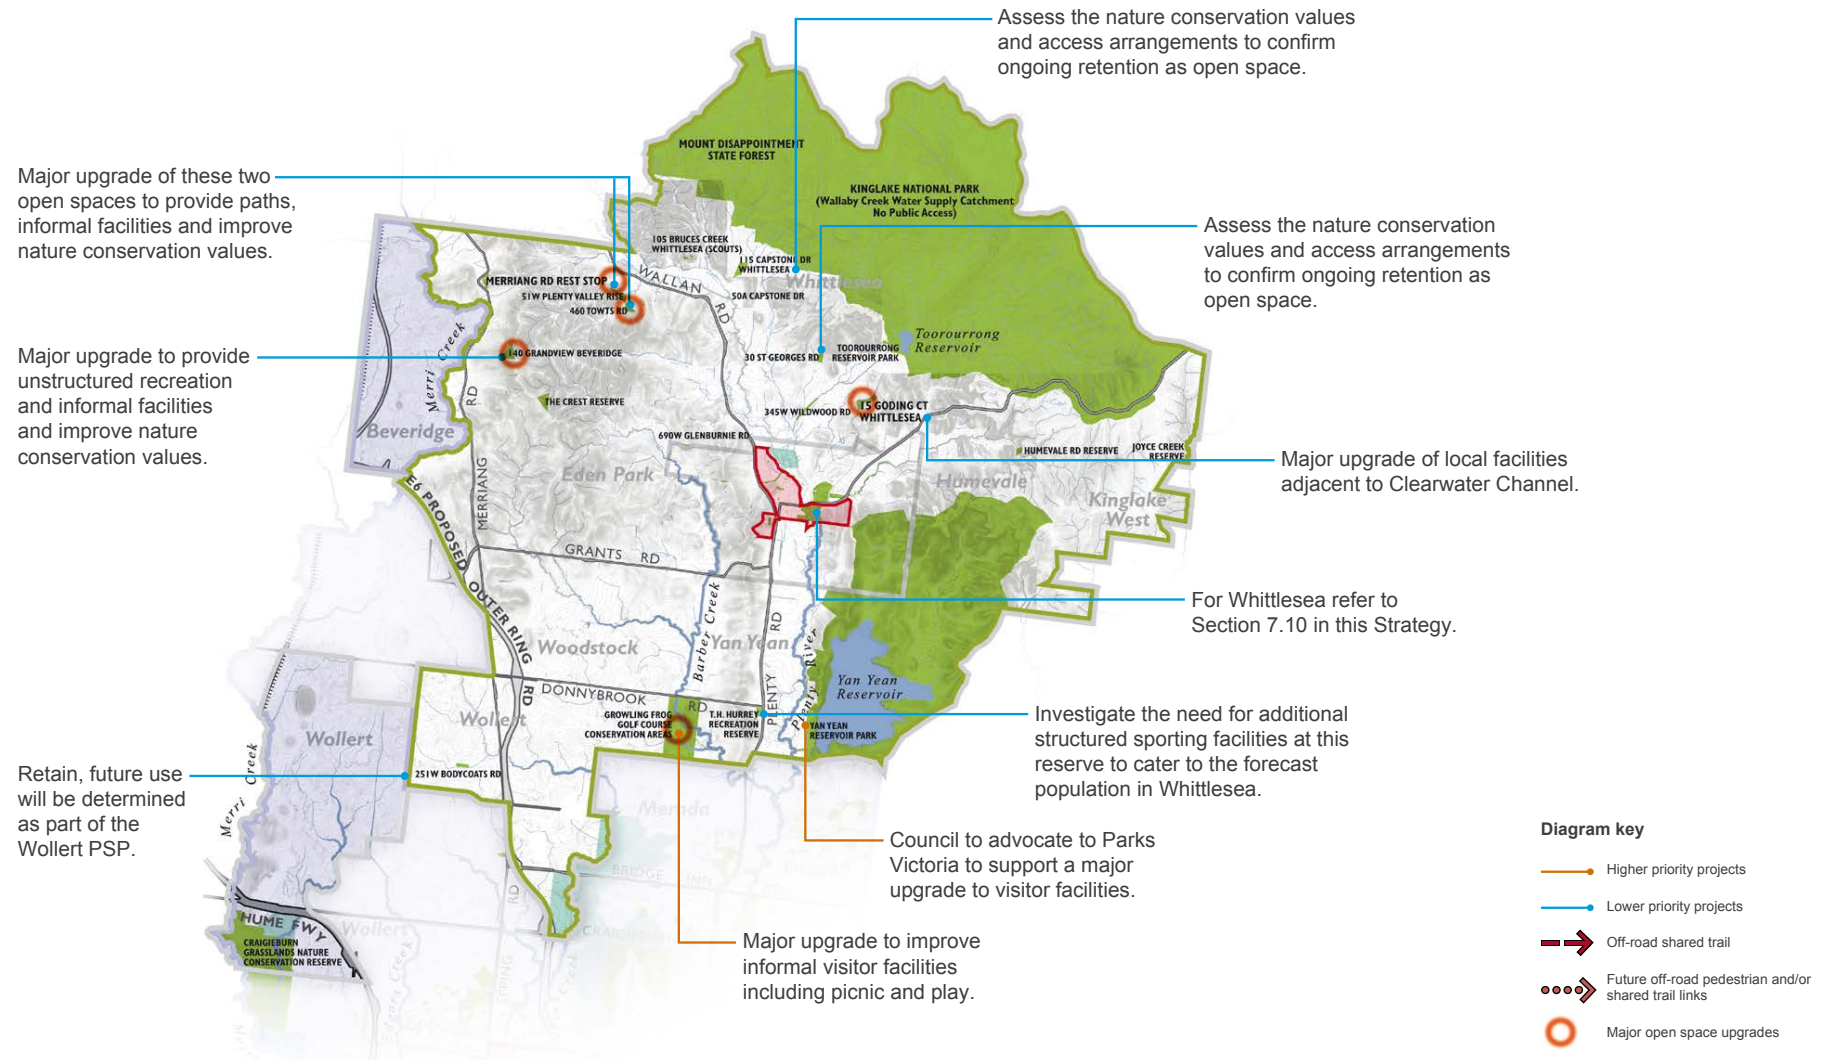 Assess the nature conservation values
and access arrangements to confirm
ongoing retention as open space.
MOUNT DISAPPOINTMENT
STATE FOREST
KINGLAKE NATIONAL PARK
(Wallaby Creek Water Supply Catchment
No Public Access)
Major upgrade of these two
open spaces to provide paths,
informal facilities and improve
nature conservation values.
Assess the nature conservation
values and access arrangements
to confirm ongoing retention as
open space.
105 BRUCES CREEK
WHITTLESEA (SCOUTS)
115 CAPSTONE DR
WHITTLESEA
Whittlesea
50A CAPSTONE DR
WALLAN RD
MERRIANG RD REST STOP
51W PLENTY VALLEY RISE
460 TOWTS RD
Major upgrade to provide
unstructured recreation
and informal facilities
and improve nature
conservation values.
Merri Creek
140 GRANDVIEW BEVERIDGE
Toorourrong
Reservoir
TOOROURRONG
RESERVOIR PARK
30 ST GEORGES RD
THE CREST RESERVE
345W WILDWOOD RD
15 GODING CT
WHITTLESEA
Beveridge
MERRIANG RD
690W GLENBURNIE RD
HUMEVALE RD RESERVE
JOYCE CREEK
RESERVE
Major upgrade of local facilities
adjacent to Clearwater Channel.
Eden Park
Humevale
Kinglake
West
E6 PROPOSED OUTER RING RD
GRANTS RD
Barber Creek
For Whittlesea refer to
Section 7.10 in this Strategy.
Woodstock
Yan Yean
PLENTY RD
Plenty River
Yan Yean
Reservoir
DONNYBROOK RD
Wollert
Wollert
GROWLING FROG
GOLF COURSE
CONSERVATION AREAS
T.H. HURREY
RECREATION
RESERVE
YAN YEAN
RESERVOIR PARK
Investigate the need for additional
structured sporting facilities at this
reserve to cater to the forecast
population in Whittlesea.
Retain, future use
will be determined
as part of the
Wollert PSP.
Merri Creek
251W BODYCOATS RD
Mernda
Council to advocate to Parks
Victoria to support a major
upgrade to visitor facilities.
BRIDGE INN RD
EPPING RD
HUME FWY
Wollert
CRAIGIEBURN
GRASSLANDS NATURE
CONSERVATION RESERVE
Major upgrade to improve
informal visitor facilities
including picnic and play.
Diagram key
Higher priority projects
Lower priority projects
Off-road shared trail
Future off-road pedestrian and/or
shared trail links
Major open space upgrades